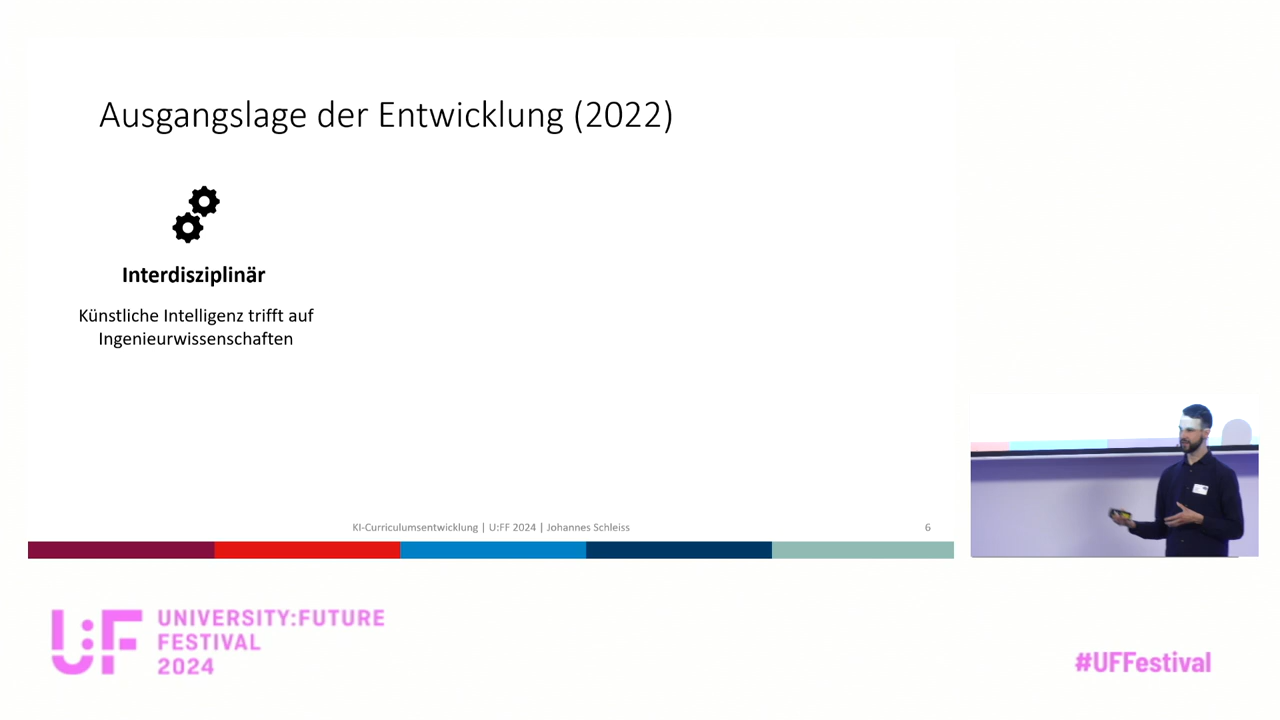 Ausgangslage der Entwicklung (2022)
Interdisziplinär
Künstliche Intelligenz trifft auf
Ingenieurwissenschaften
KI-Curriculumsentwicklung | U:FF 2024 | Johannes Schleiss
6
U:F
UNIVERSITY:FUTURE
FESTIVAL
2024
#UFFestival